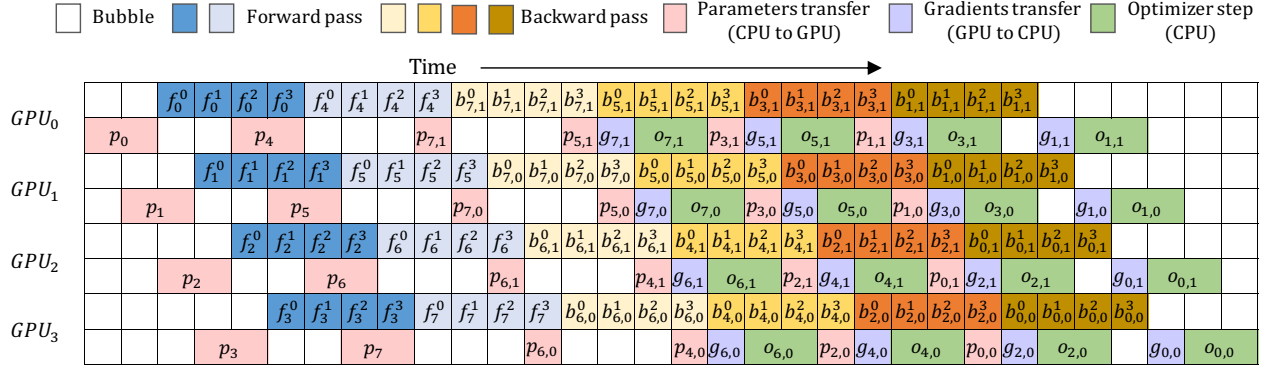 Bubble Forward pass Backward pass Parameters transfer (CPU to GPU) Gradients transfer (GPU to CPU) Optimizer step (CPU)
Time
GPU₀ f₀⁰ f₀¹ f₀² f₀³ f₄⁰ f₄¹ f₄² f₄³ b₇,₁⁰ b₇,₁¹ b₇,₁² b₇,₁³ b₅,₁⁰ b₅,₁¹ b₅,₁² b₅,₁³ b₃,₁⁰ b₃,₁¹ b₃,₁² b₃,₁³ b₁,₁⁰ b₁,₁¹ b₁,₁² b₁,₁³
p₀ p₄ p₇,₁ p₅,₁ g₇,₁ o₇,₁ p₃,₁ g₅,₁ o₅,₁ p₁,₁ g₃,₁ o₃,₁ g₁,₁ o₁,₁
GPU₁ f₁⁰ f₁¹ f₁² f₁³ f₅⁰ f₅¹ f₅² f₅³ b₇,₀⁰ b₇,₀¹ b₇,₀² b₇,₀³ b₅,₀⁰ b₅,₀¹ b₅,₀² b₅,₀³ b₃,₀⁰ b₃,₀¹ b₃,₀² b₃,₀³ b₁,₀⁰ b₁,₀¹ b₁,₀² b₁,₀³
p₁ p₅ p₇,₀ p₅,₀ g₇,₀ o₇,₀ p₃,₀ g₅,₀ o₅,₀ p₁,₀ g₃,₀ o₃,₀ g₁,₀ o₁,₀
GPU₂ f₂⁰ f₂¹ f₂² f₂³ f₆⁰ f₆¹ f₆² f₆³ b₆,₁⁰ b₆,₁¹ b₆,₁² b₆,₁³ b₄,₁⁰ b₄,₁¹ b₄,₁² b₄,₁³ b₂,₁⁰ b₂,₁¹ b₂,₁² b₂,₁³ b₀,₁⁰ b₀,₁¹ b₀,₁² b₀,₁³
p₂ p₆ p₆,₁ p₄,₁ g₆,₁ o₆,₁ p₂,₁ g₄,₁ o₄,₁ p₀,₁ g₂,₁ o₂,₁ g₀,₁ o₀,₁
GPU₃ f₃⁰ f₃¹ f₃² f₃³ f₇⁰ f₇¹ f₇² f₇³ b₆,₀⁰ b₆,₀¹ b₆,₀² b₆,₀³ b₄,₀⁰ b₄,₀¹ b₄,₀² b₄,₀³ b₂,₀⁰ b₂,₀¹ b₂,₀² b₂,₀³ b₀,₀⁰ b₀,₀¹ b₀,₀² b₀,₀³
p₃ p₇ p₆,₀ p₄,₀ g₆,₀ o₆,₀ p₂,₀ g₄,₀ o₄,₀ p₀,₀ g₂,₀ o₂,₀ g₀,₀ o₀,₀